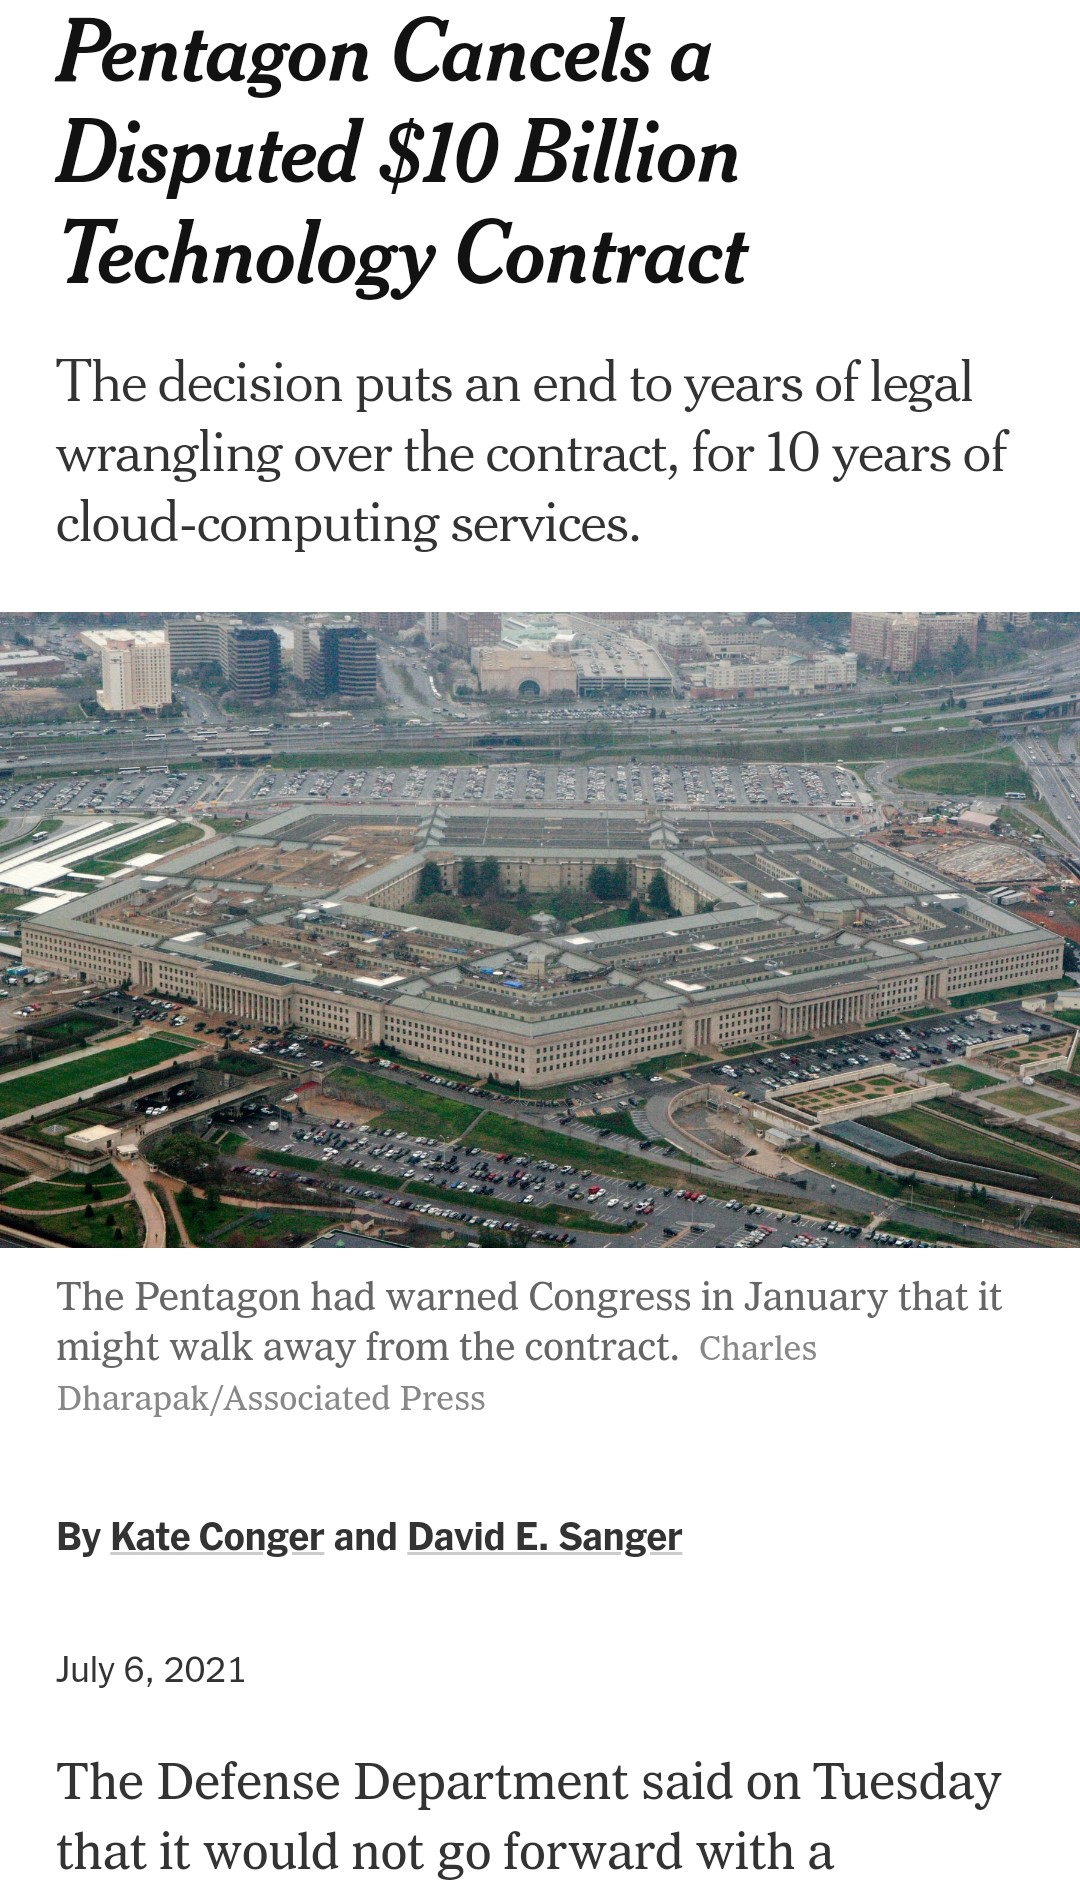 Pentagon Cancels a
Disputed $10 Billion
Technology Contract
The decision puts an end to years of legal
wrangling over the contract, for 10 years of
cloud-computing services.
The Pentagon had warned Congress in January that it
might walk away from the contract. Charles
Dharapak/Associated Press
By Kate Conger and David E. Sanger
July 6, 2021
The Defense Department said on Tuesday
that it would not go forward with a